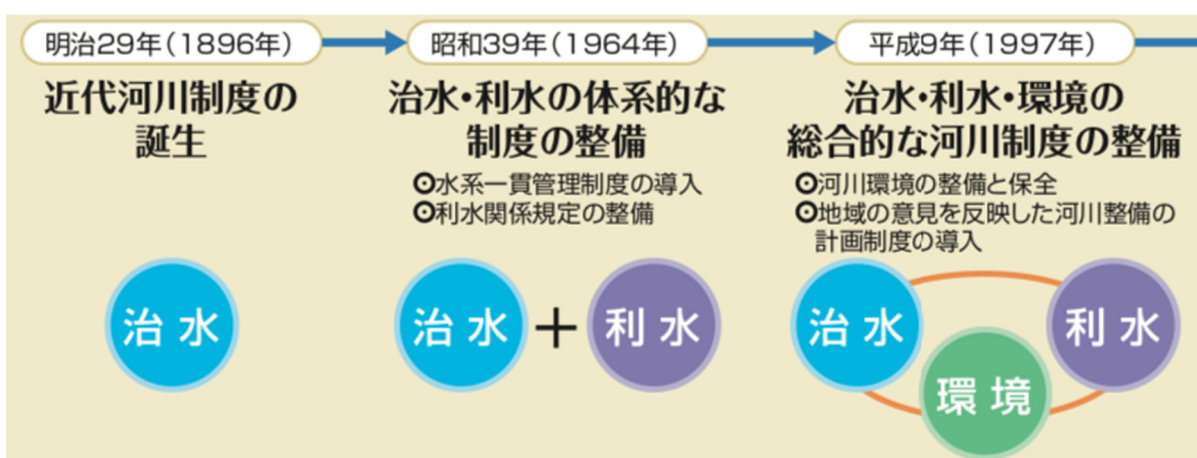 明治29年(1896年)
近代河川制度の
誕生
治水
昭和39年(1964年)
治水・利水の体系的な
制度の整備
⊙水系一貫管理制度の導入
⊙利水関係規定の整備
治水+利水
平成9年(1997年)
治水・利水・環境の
総合的な河川制度の整備
⊙河川環境の整備と保全
⊙地域の意見を反映した河川整備の
計画制度の導入
治水
利水
環境